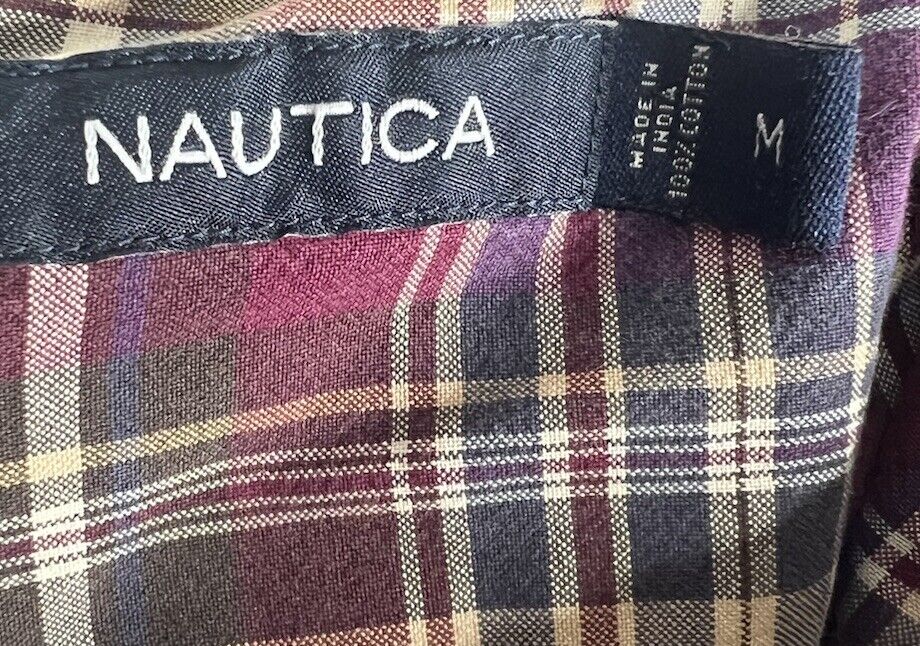 NAUTICA
MADE IN
INDIA
100% COTTON
M